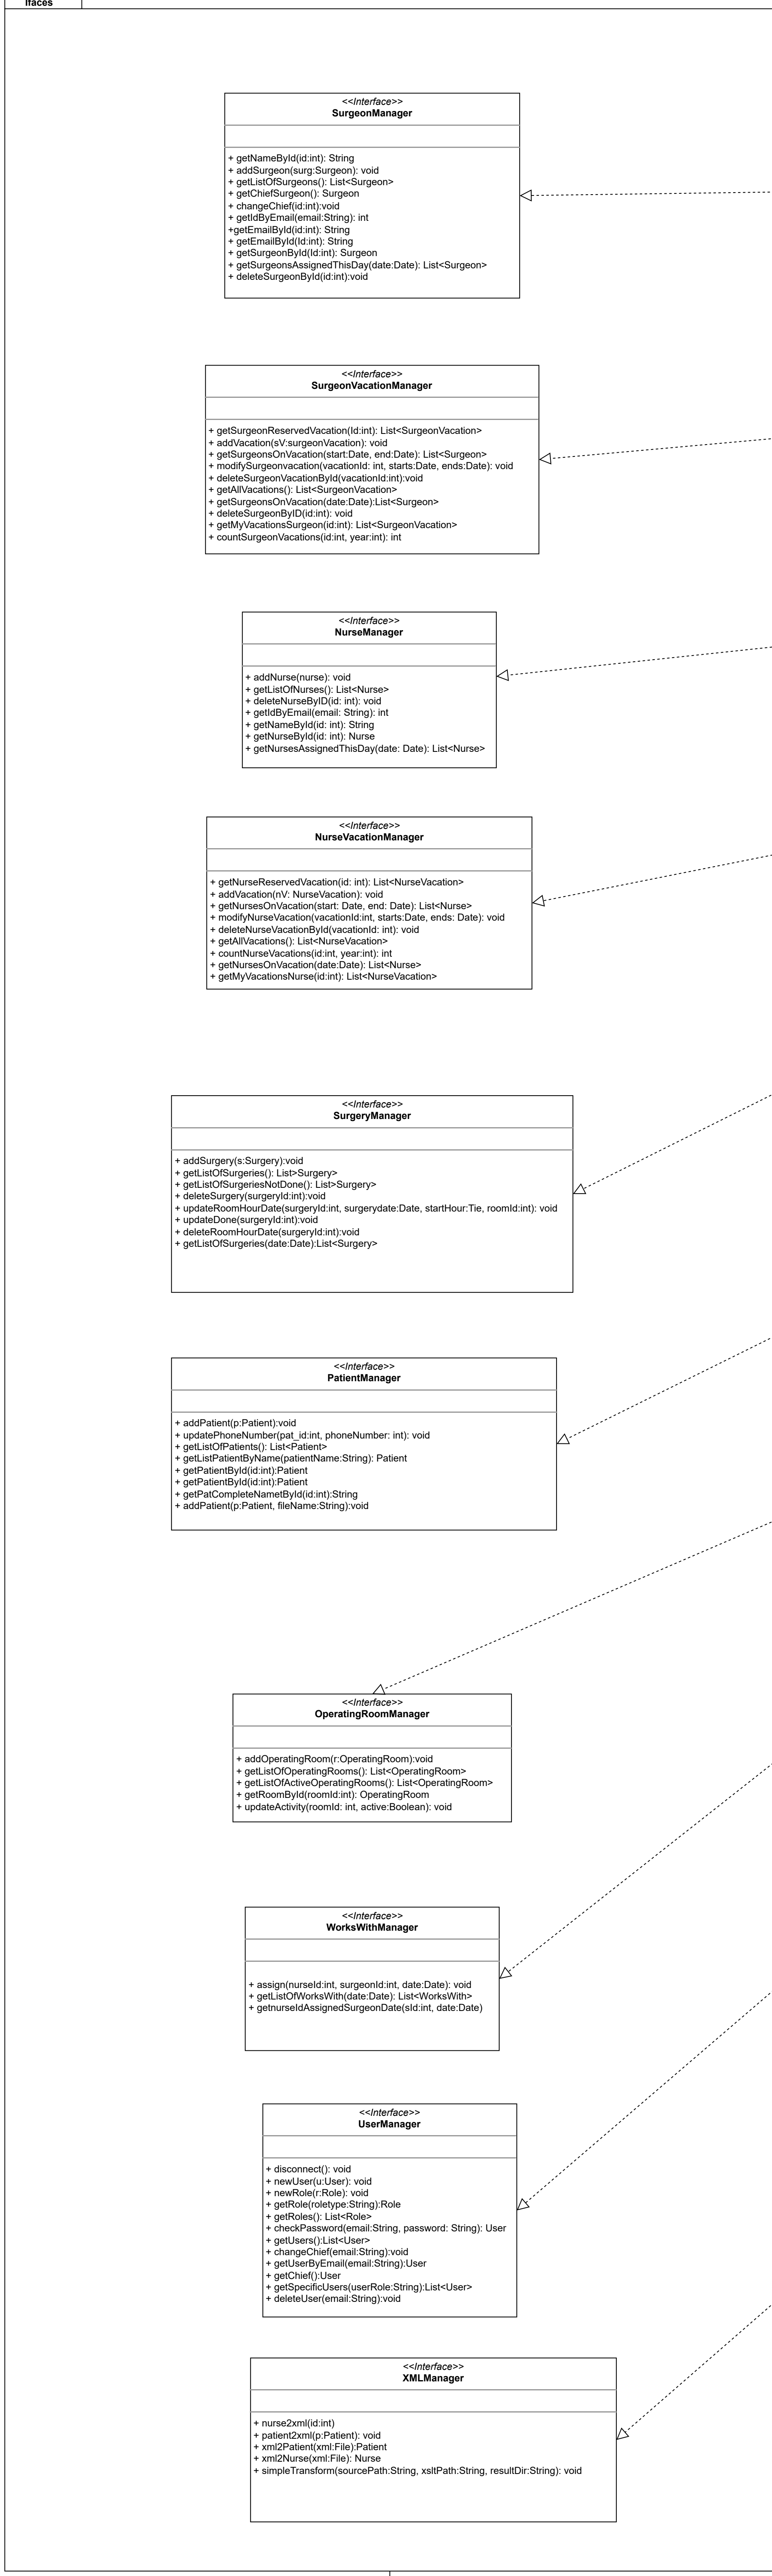 Ifaces
<<Interface>>
SurgeonManager
+ getNameById(id:int): String
+ addSurgeon(surg:Surgeon): void
+ getListOfSurgeons(): List<Surgeon>
+ getChiefSurgeon(): Surgeon
+ changeChief(id:int):void
+ getIdByEmail(email:String): int
+getEmailById(id:int): String
+ getEmailById(Id:int): String
+ getSurgeonById(Id:int): Surgeon
+ getSurgeonsAssignedThisDay(date:Date): List<Surgeon>
+ deleteSurgeonById(id:int):void
<<Interface>>
SurgeonVacationManager
+ getSurgeonReservedVacation(Id:int): List<SurgeonVacation>
+ addVacation(sV:surgeonVacation): void
+ getSurgeonsOnVacation(start:Date, end:Date): List<Surgeon>
+ modifySurgeonvacation(vacationId: int, starts:Date, ends:Date): void
+ deleteSurgeonVacationById(vacationId:int):void
+ getAllVacations(): List<SurgeonVacation>
+ getSurgeonsOnVacation(date:Date):List<Surgeon>
+ deleteSurgeonByID(id:int): void
+ getMyVacationsSurgeon(id:int): List<SurgeonVacation>
+ countSurgeonVacations(id:int, year:int): int
<<Interface>>
NurseManager
+ addNurse(nurse): void
+ getListOfNurses(): List<Nurse>
+ deleteNurseByID(id: int): void
+ getIdByEmail(email: String): int
+ getNameById(id: int): String
+ getNurseById(id: int): Nurse
+ getNursesAssignedThisDay(date: Date): List<Nurse>
<<Interface>>
NurseVacationManager
+ getNurseReservedVacation(id: int): List<NurseVacation>
+ addVacation(nV: NurseVacation): void
+ getNursesOnVacation(start: Date, end: Date): List<Nurse>
+ modifyNurseVacation(vacationId:int, starts:Date, ends: Date): void
+ deleteNurseVacationById(vacationId: int): void
+ getAllVacations(): List<NurseVacation>
+ countNurseVacations(id:int, year:int): int
+ getNursesOnVacation(date:Date): List<Nurse>
+ getMyVacationsNurse(id:int): List<NurseVacation>
<<Interface>>
SurgeryManager
+ addSurgery(s:Surgery):void
+ getListOfSurgeries(): List>Surgery>
+ getListOfSurgeriesNotDone(): List>Surgery>
+ deleteSurgery(surgeryId:int):void
+ updateRoomHourDate(surgeryId:int, surgerydate:Date, startHour:Tie, roomId:int): void
+ updateDone(surgeryId:int):void
+ deleteRoomHourDate(surgeryId:int):void
+ getListOfSurgeries(date:Date):List<Surgery>
<<Interface>>
PatientManager
+ addPatient(p:Patient):void
+ updatePhoneNumber(pat_id:int, phoneNumber: int): void
+ getListOfPatients(): List<Patient>
+ getListPatientByName(patientName:String): Patient
+ getPatientById(id:int):Patient
+ getPatientById(id:int):Patient
+ getPatCompleteNametById(id:int):String
+ addPatient(p:Patient, fileName:String):void
<<Interface>>
OperatingRoomManager
+ addOperatingRoom(r:OperatingRoom):void
+ getListOfOperatingRooms(): List<OperatingRoom>
+ getListOfActiveOperatingRooms(): List<OperatingRoom>
+ getRoomById(roomId:int): OperatingRoom
+ updateActivity(roomId: int, active:Boolean): void
<<Interface>>
WorksWithManager
+ assign(nurseId:int, surgeonId:int, date:Date): void
+ getListOfWorksWith(date:Date): List<WorksWith>
+ getnurseIdAssignedSurgeonDate(sId:int, date:Date)
<<Interface>>
UserManager
+ disconnect(): void
+ newUser(u:User): void
+ newRole(r:Role): void
+ getRole(roletype:String):Role
+ getRoles(): List<Role>
+ checkPassword(email:String, password: String): User
+ getUsers():List<User>
+ changeChief(email:String):void
+ getUserByEmail(email:String):User
+ getChief():User
+ getSpecificUsers(userRole:String):List<User>
+ deleteUser(email:String):void
<<Interface>>
XMLManager
+ nurse2xml(id:int)
+ patient2xml(p:Patient): void
+ xml2Patient(xml:File):Patient
+ xml2Nurse(xml:File): Nurse
+ simpleTransform(sourcePath:String, xsltPath:String, resultDir:String): void